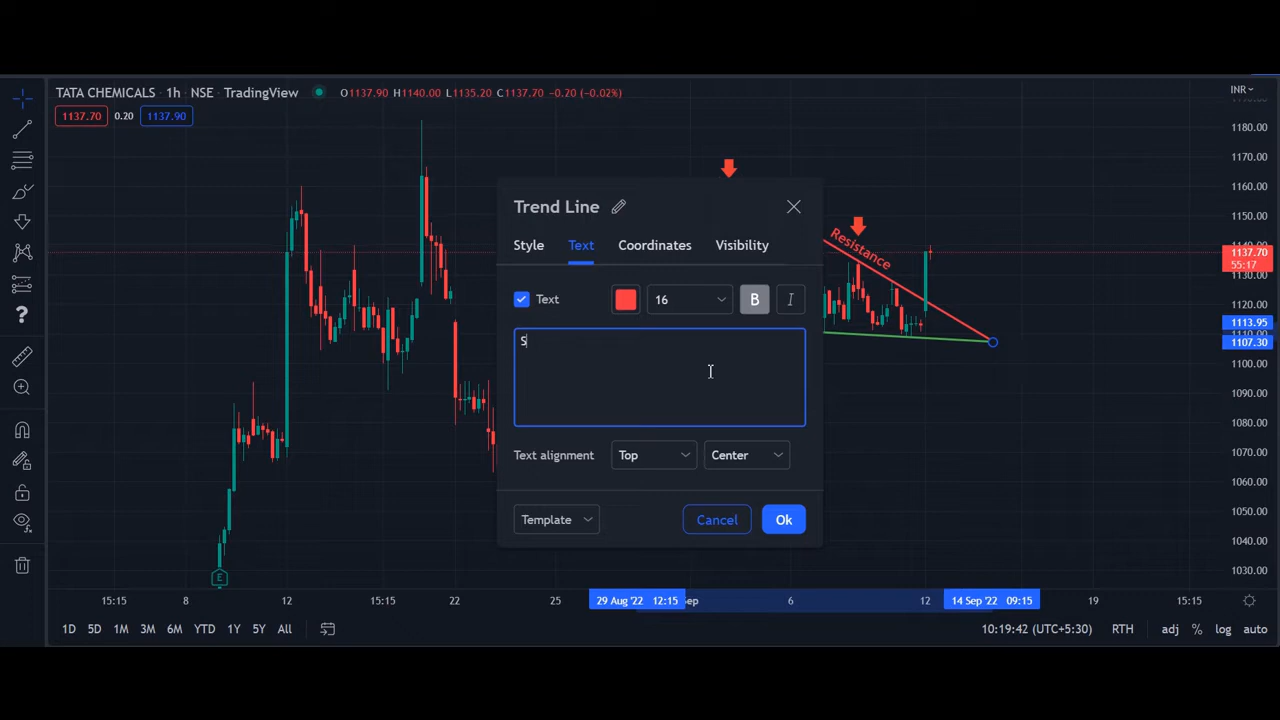 TATA CHEMICALS · 1h · NSE TradingView O1137.90 H1140.00 L1135.20 C1137.70 −0.20 (−0.02%) INR
1137.70 0.20 1137.90
1180.00
1170.00
1160.00
1150.00
1137.70
55:17
1130.00
1120.00
1113.95
1107.30
1100.00
1090.00
1080.00
1070.00
1060.00
1050.00
1040.00
1030.00
Resistance
Trend Line
Style Text Coordinates Visibility
Text 16 B I
S
Text alignment Top Center
Template Cancel Ok
E
15:15 8 12 15:15 22 25 29 Aug '22 12:15 ep 6 12 14 Sep '22 09:15 19 15:15
1D 5D 1M 3M 6M YTD 1Y 5Y All 10:19:42 (UTC+5:30) RTH adj % log auto